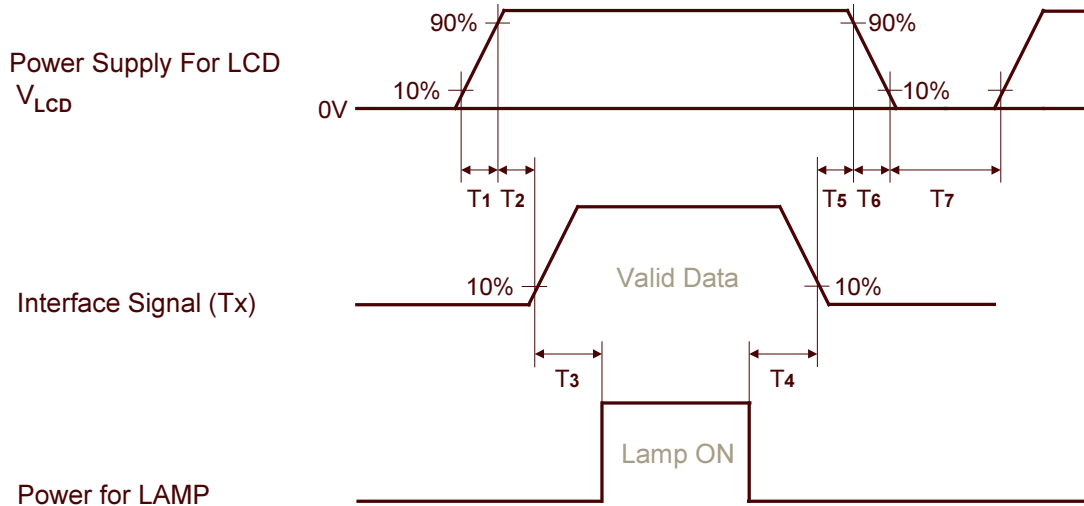 90%
90%
Power Supply For LCD
VLCD
10%
10%
0V
T1
T2
T5
T6
T7
Valid Data
10%
10%
Interface Signal (Tx)
T3
T4
Lamp ON
Power for LAMP